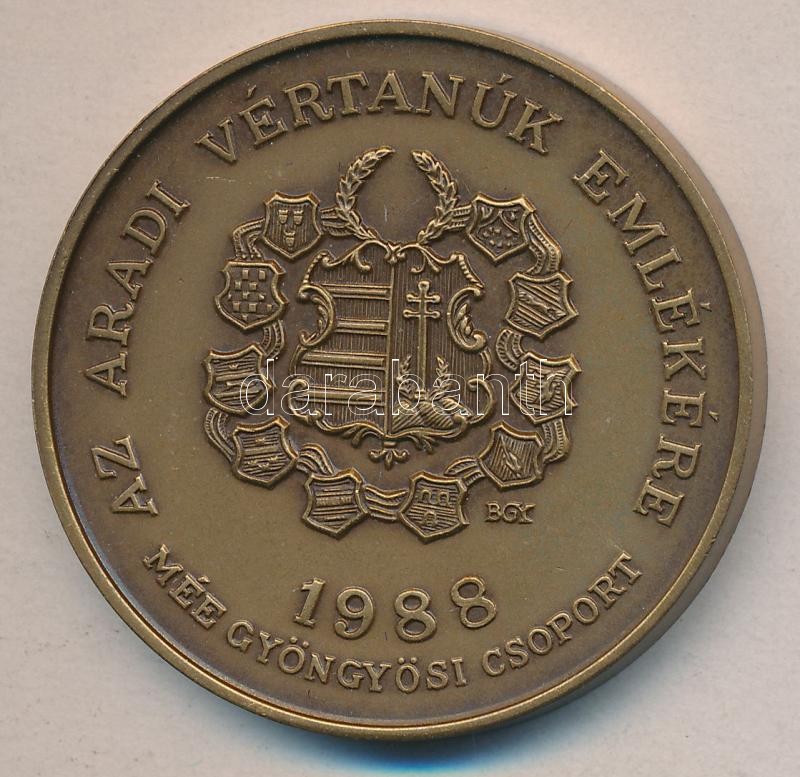 AZ ARADI VÉRTANÚK EMLÉKÉRE
darabanth
BGY
1988
MÉE GYÖNGYÖSI CSOPORT